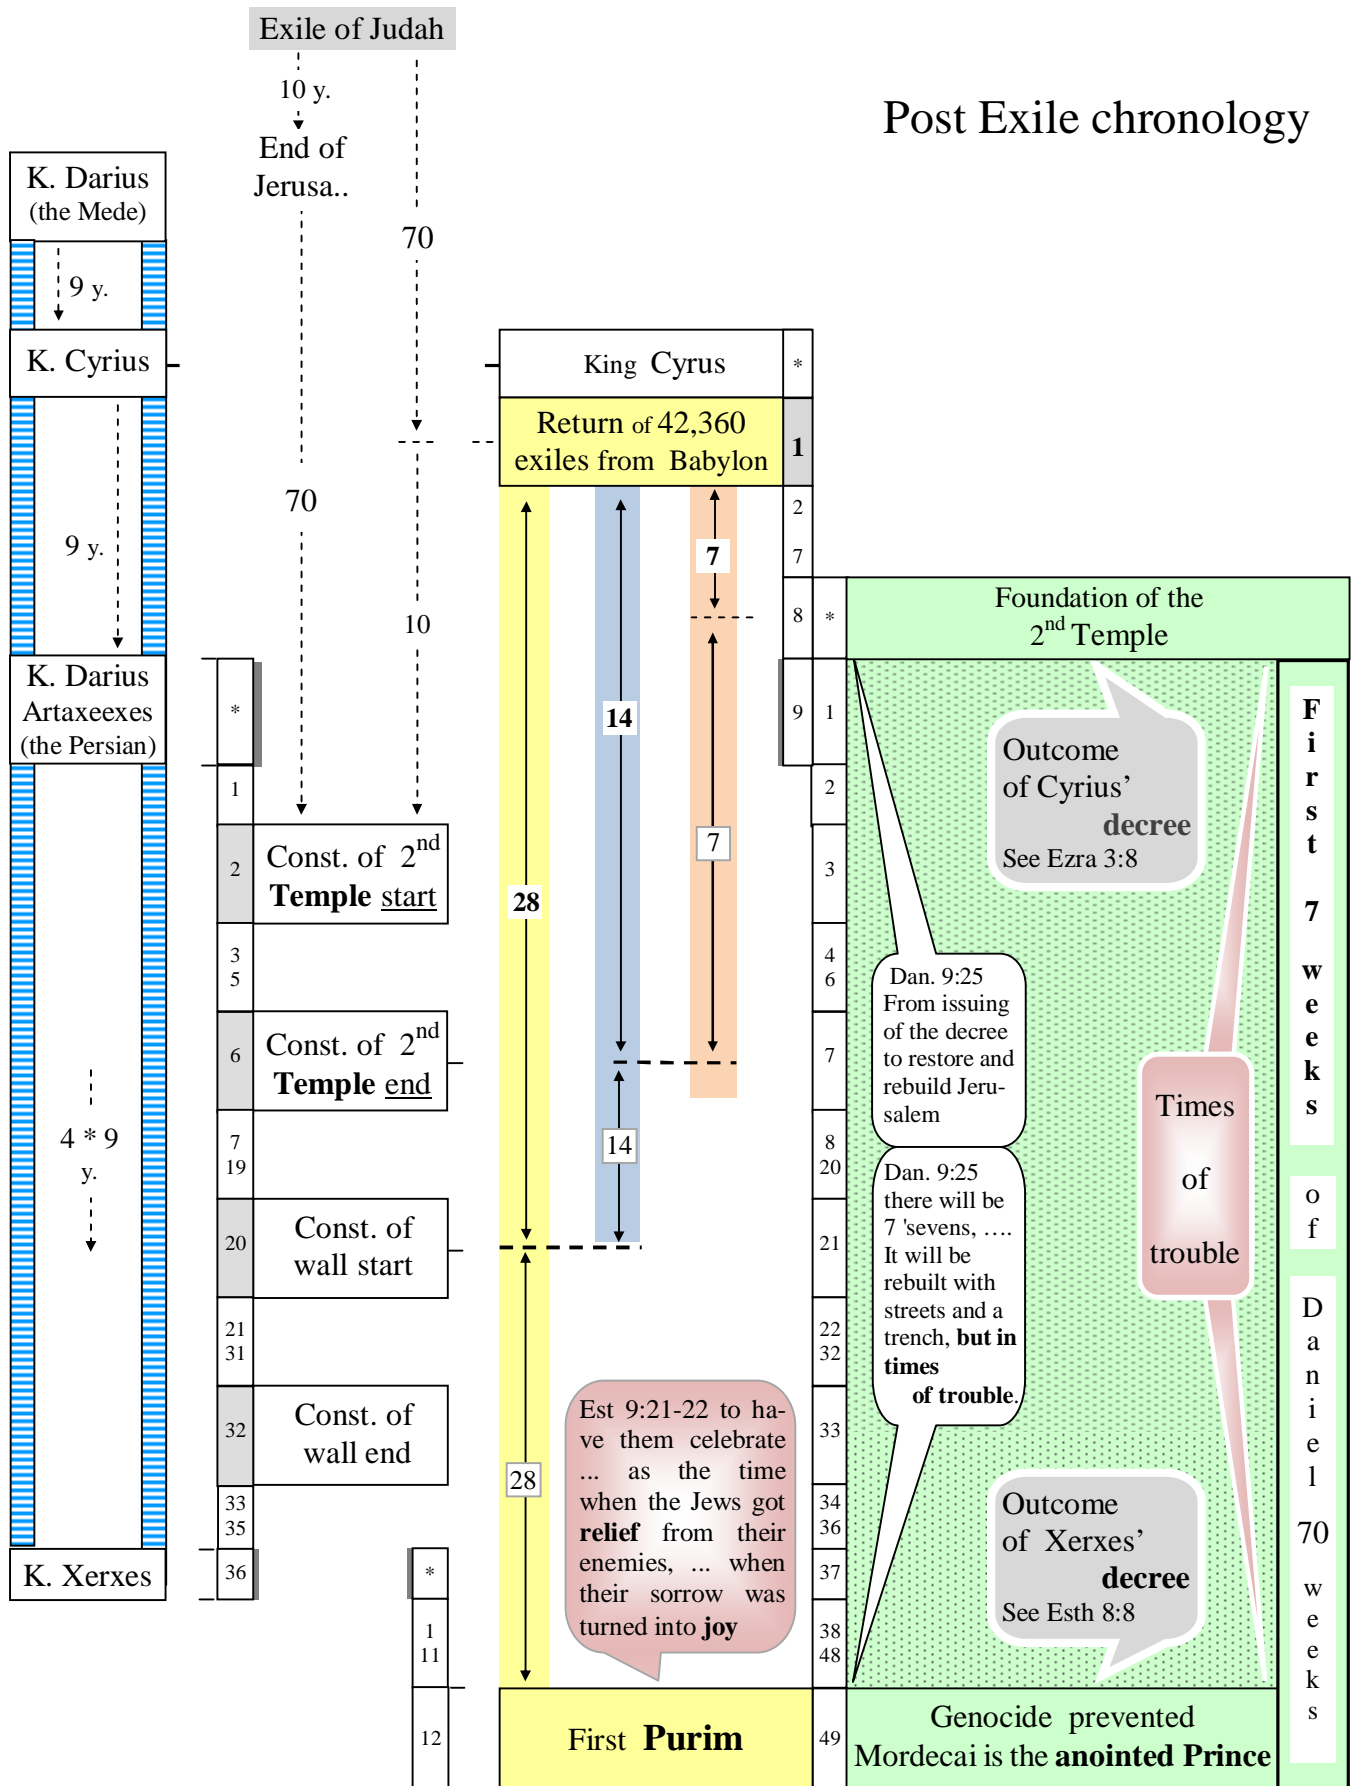 Exile of Judah
10 y.
Post Exile chronology
End of
Jerusa..
K. Darius
(the Mede)
70
9 y.
K. Cyrius
King Cyrus
*
Return of 42,360
exiles from Babylon
1
70
2
7
7
9 y.
10
8
*
Foundation of the
2nd Temple
K. Darius
Artaxeexes
(the Persian)
*
14
9
1
Outcome
of Cyrius’
decree
See Ezra 3:8
1
2
2
Const. of 2nd
Temple start
28
7
3
3
5
4
6
Dan. 9:25
From issuing
of the decree
to restore and
rebuild Jeru-
salem
6
Const. of 2nd
Temple end
7
4 * 9
y.
7
19
14
8
20
Times
of
trouble
Dan. 9:25
there will be
7 'sevens, ….
It will be
rebuilt with
streets and a
trench, but in
times
of trouble.
20
Const. of
wall start
21
21
31
22
32
32
Const. of
wall end
28
Est 9:21-22 to ha-
ve them celebrate
... as the time
when the Jews got
relief from their
enemies, ... when
their sorrow was
turned into joy
33
33
35
34
36
Outcome
of Xerxes’
decree
See Esth 8:8
K. Xerxes
36
*
37
1
11
38
48
12
First Purim
49
Genocide prevented
Mordecai is the anointed Prince
F
i
r
s
t
7
w
e
e
k
s
o
f
D
a
n
i
e
l
70
w
e
e
k
s